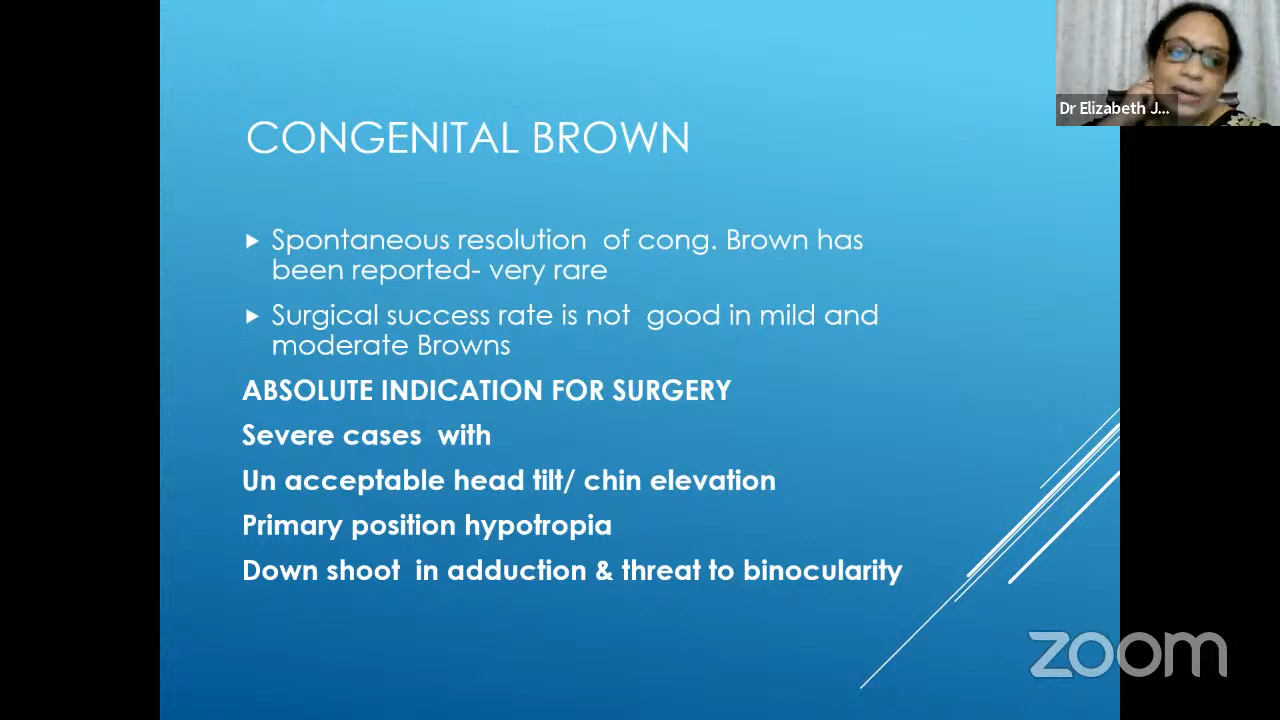 Dr Elizabeth J...
CONGENITAL BROWN
Spontaneous resolution of cong. Brown has
been reported- very rare
Surgical success rate is not good in mild and
moderate Browns
ABSOLUTE INDICATION FOR SURGERY
Severe cases with
Un acceptable head tilt/ chin elevation
Primary position hypotropia
Down shoot in adduction & threat to binocularity
zoom